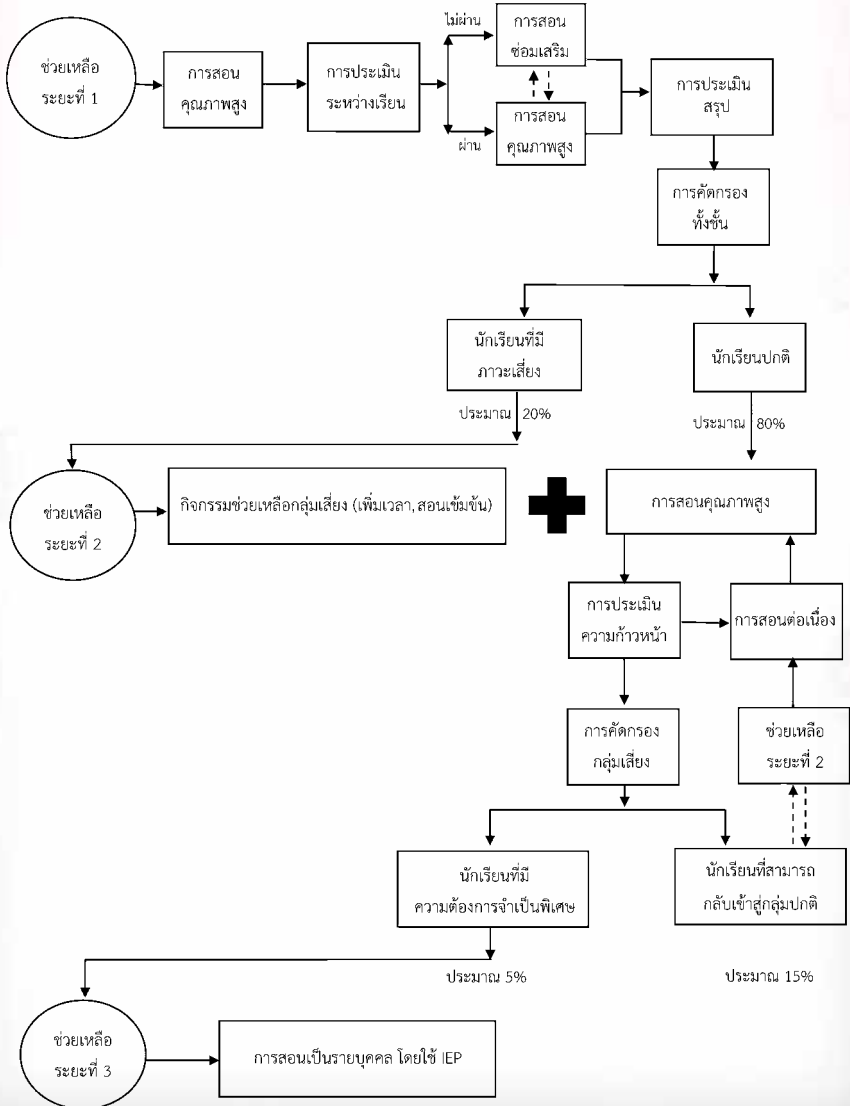 ช่วยเหลือ
ระยะที่ 1
การสอน
คุณภาพสูง
การประเมิน
ระหว่างเรียน
ไม่ผ่าน
ผ่าน
การสอน
ซ่อมเสริม
การสอน
คุณภาพสูง
การประเมิน
สรุป
การคัดกรอง
ทั้งชั้น
นักเรียนที่มี
ภาวะเสี่ยง
นักเรียนปกติ
ประมาณ 20%
ประมาณ 80%
ช่วยเหลือ
ระยะที่ 2
กิจกรรมช่วยเหลือกลุ่มเสี่ยง (เพิ่มเวลา,สอนเข้มข้น)
การสอนคุณภาพสูง
การประเมิน
ความก้าวหน้า
การสอนต่อเนื่อง
การคัดกรอง
กลุ่มเสี่ยง
ช่วยเหลือ
ระยะที่ 2
นักเรียนที่มี
ความต้องการจำเป็นพิเศษ
นักเรียนที่สามารถ
กลับเข้าสู่กลุ่มปกติ
ประมาณ 5%
ประมาณ 15%
ช่วยเหลือ
ระยะที่ 3
การสอนเป็นรายบุคคล โดยใช้ IEP